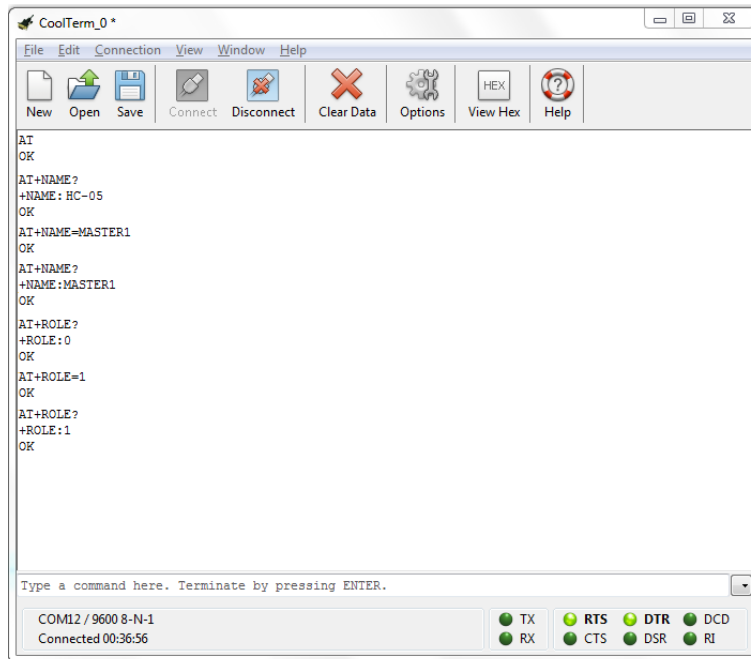 CoolTerm_0 *
File Edit Connection View Window Help
New Open Save Connect Disconnect Clear Data Options HEX View Hex ? Help
AT
OK
AT+NAME?
+NAME: HC-05
OK
AT+NAME=MASTER1
OK
AT+NAME?
+NAME:MASTER1
OK
AT+ROLE?
+ROLE:0
OK
AT+ROLE=1
OK
AT+ROLE?
+ROLE:1
OK
Type a command here. Terminate by pressing ENTER.
COM12 / 9600 8-N-1 TX RTS DTR DCD
Connected 00:36:56 RX CTS DSR RI